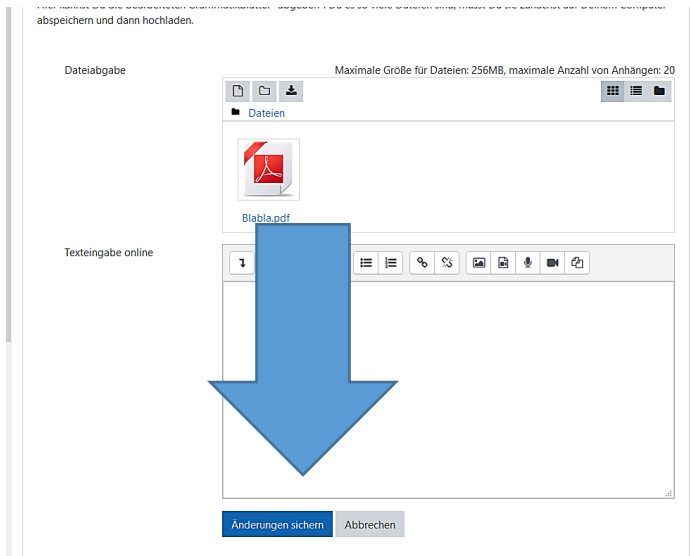 abspeichern und dann hochladen.
Dateiabgabe
Maximale Größe für Dateien: 256MB, maximale Anzahl von Anhängen: 20
Dateien
Blabla.pdf
Texteingabe online
Änderungen sichern
Abbrechen